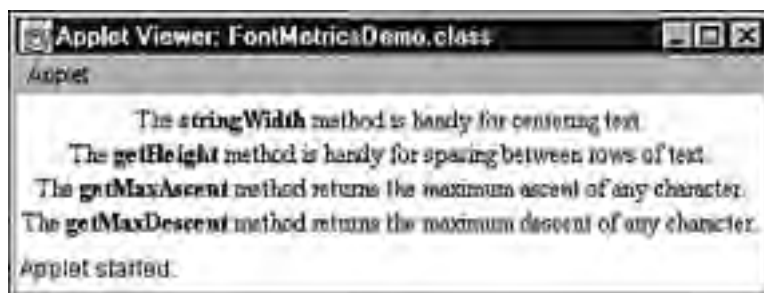 Applet Viewer: FontMetricsDemo.class
Applet
The stringWidth method is handy for centering text.
The getHeight method is handy for spacing between rows of text.
The getMaxAscent method returns the maximum ascent of any character.
The getMaxDescent method returns the maximum descent of any character.
Applet started.